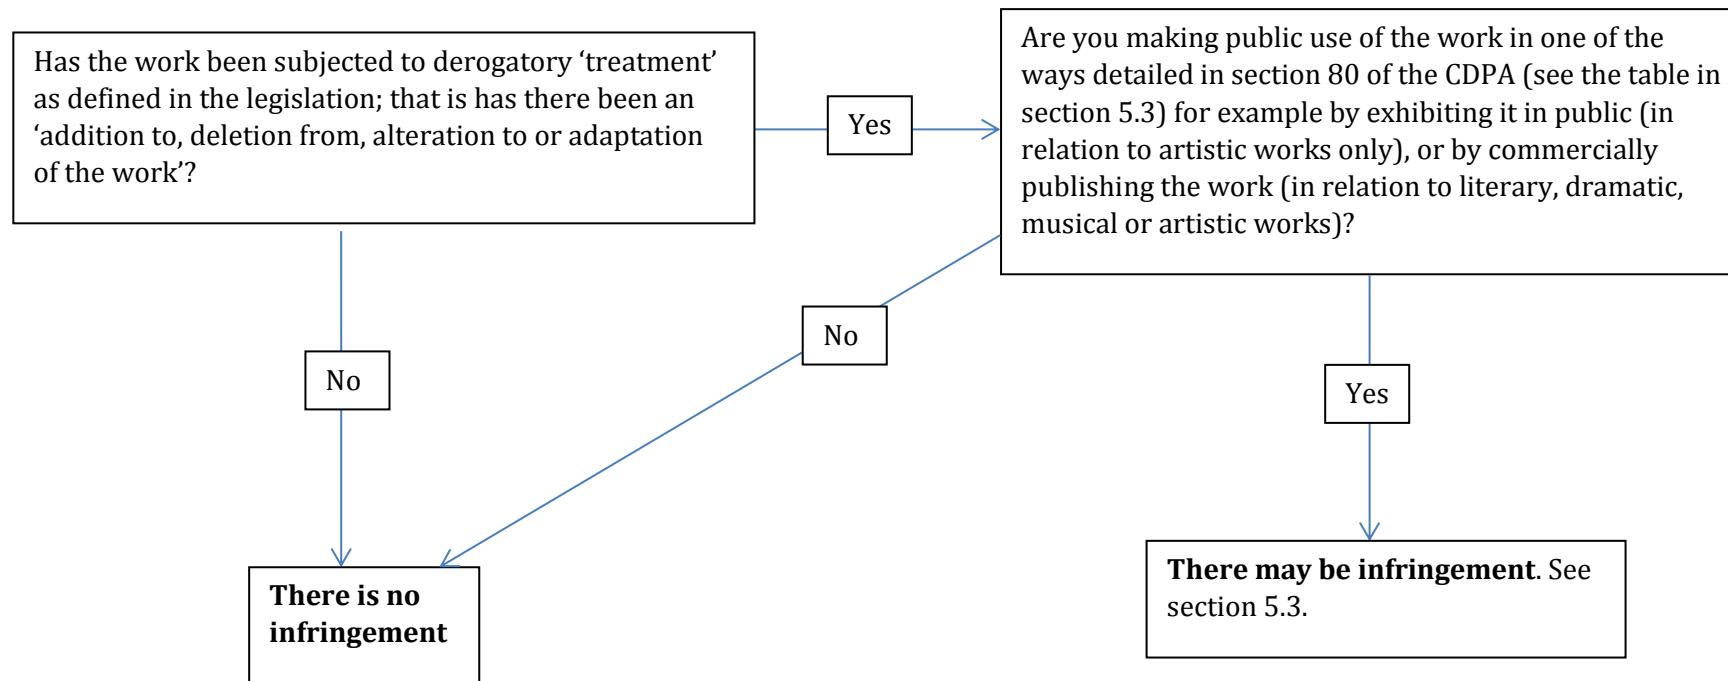 Has the work been subjected to derogatory ‘treatment’
as defined in the legislation; that is has there been an
‘addition to, deletion from, alteration to or adaptation
of the work’?
Yes
Are you making public use of the work in one of the
ways detailed in section 80 of the CDPA (see the table in
section 5.3) for example by exhibiting it in public (in
relation to artistic works only), or by commercially
publishing the work (in relation to literary, dramatic,
musical or artistic works)?
No
No
Yes
There is no
infringement
There may be infringement. See
section 5.3.